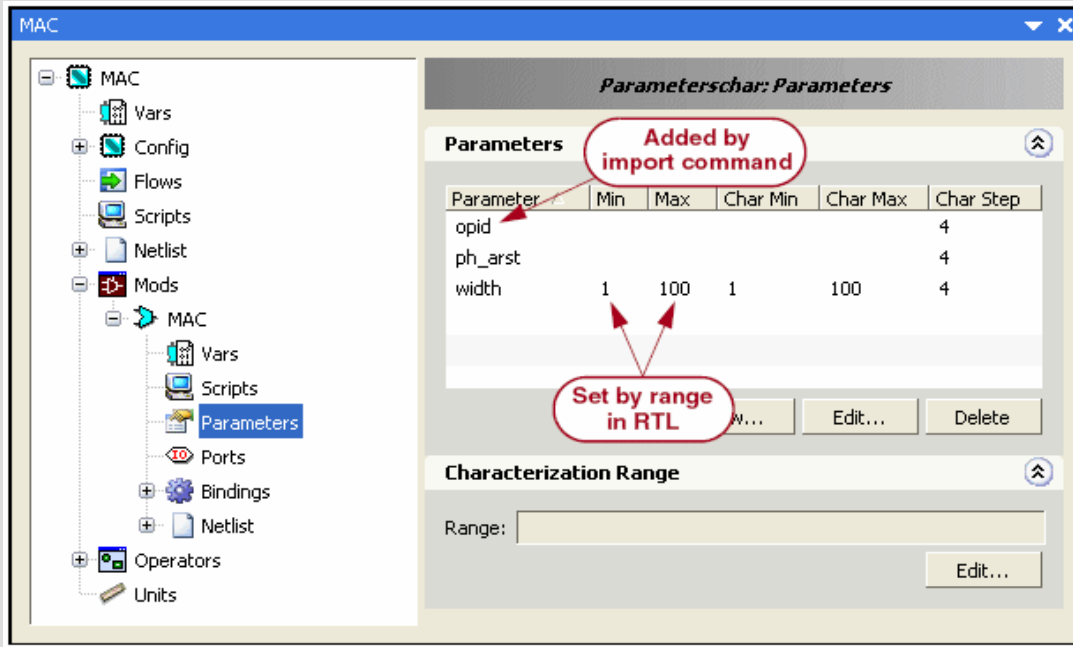 MAC
MAC
Vars
Config
Flows
Scripts
Netlist
Mods
MAC
Vars
Scripts
Parameters
Ports
Bindings
Netlist
Operators
Units
Parameterschar: Parameters
Parameters
Added by
import command
Parameter Min Max Char Min Char Max Char Step
opid 4
ph_arst 4
width 1 100 1 100 4
Set by range
in RTL
Edit... Delete
Characterization Range
Range:
Edit...